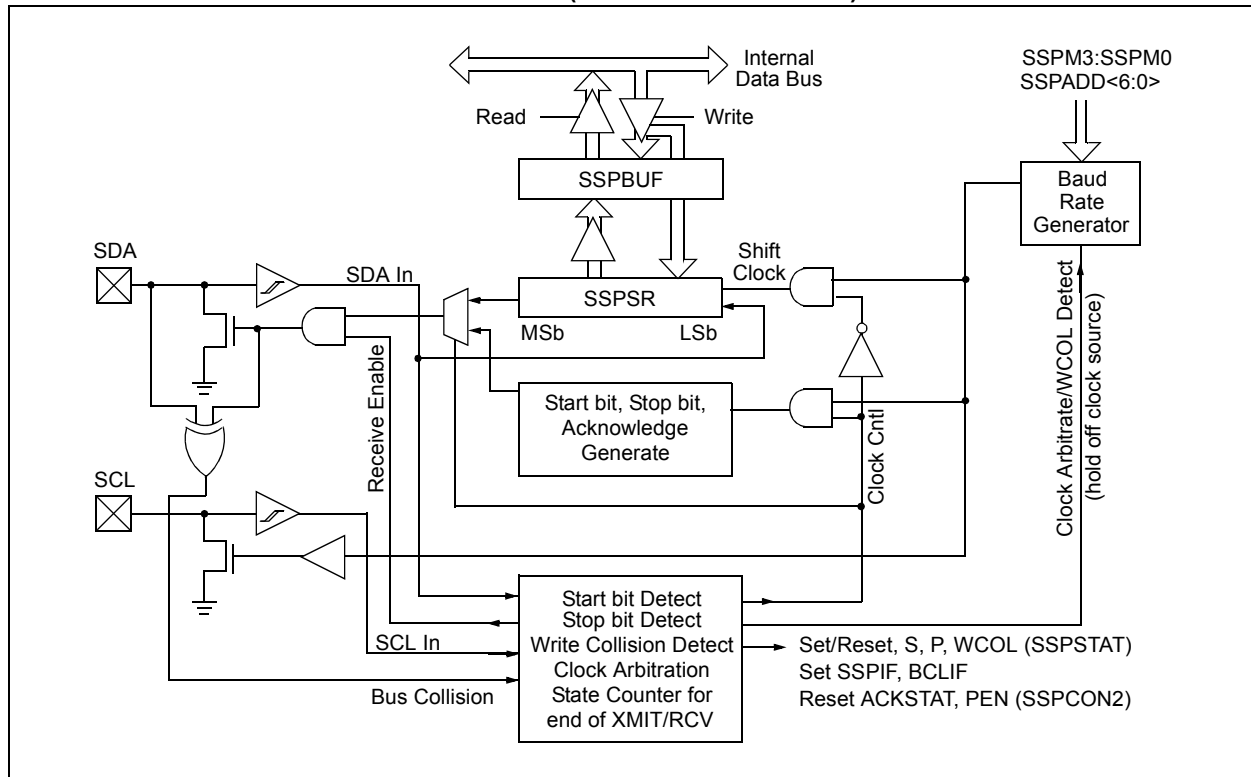 Internal
Data Bus
SSPM3:SSPM0
SSPADD<6:0>
Read
Write
SSPBUF
Baud
Rate
Generator
SDA
SDA In
Shift
Clock
SSPSR
MSb
LSb
Receive Enable
Start bit, Stop bit,
Acknowledge
Generate
Clock Cntl
Clock Arbitrate/WCOL Detect
(hold off clock source)
SCL
SCL In
Bus Collision
Start bit Detect
Stop bit Detect
Write Collision Detect
Clock Arbitration
State Counter for
end of XMIT/RCV
Set/Reset, S, P, WCOL (SSPSTAT)
Set SSPIF, BCLIF
Reset ACKSTAT, PEN (SSPCON2)